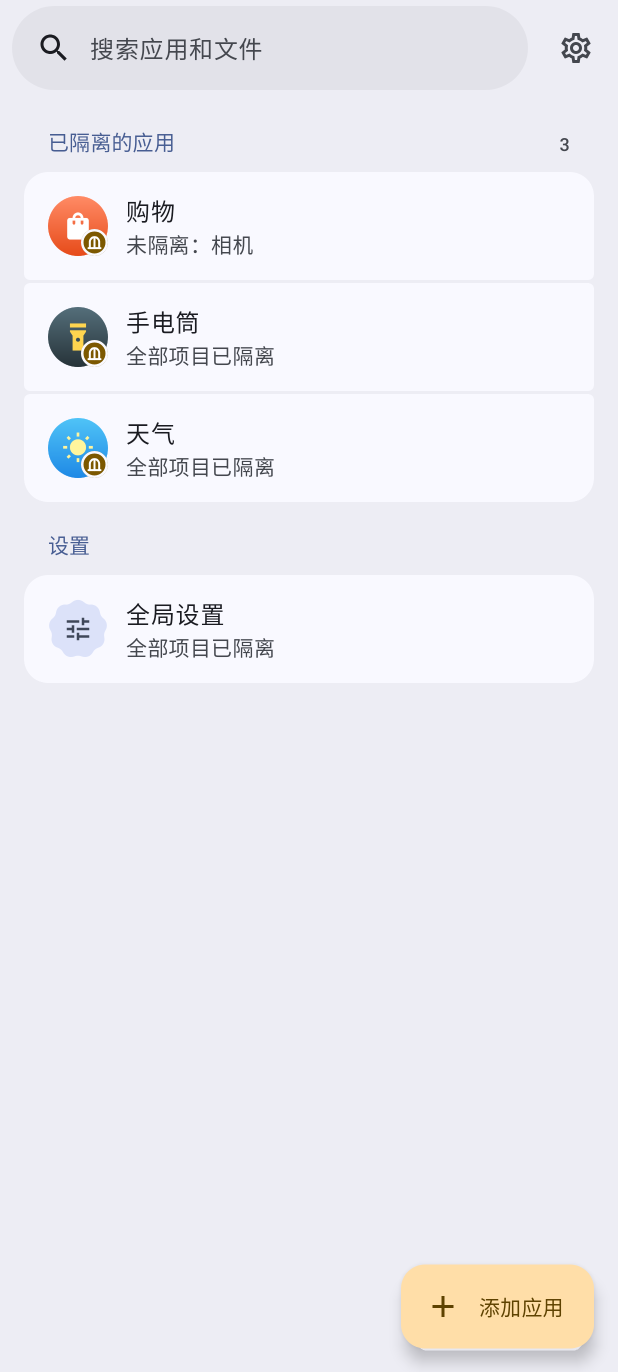 搜索应用和文件
已隔离的应用
3
购物
未隔离：相机
手电筒
全部项目已隔离
天气
全部项目已隔离
设置
全局设置
全部项目已隔离
添加应用